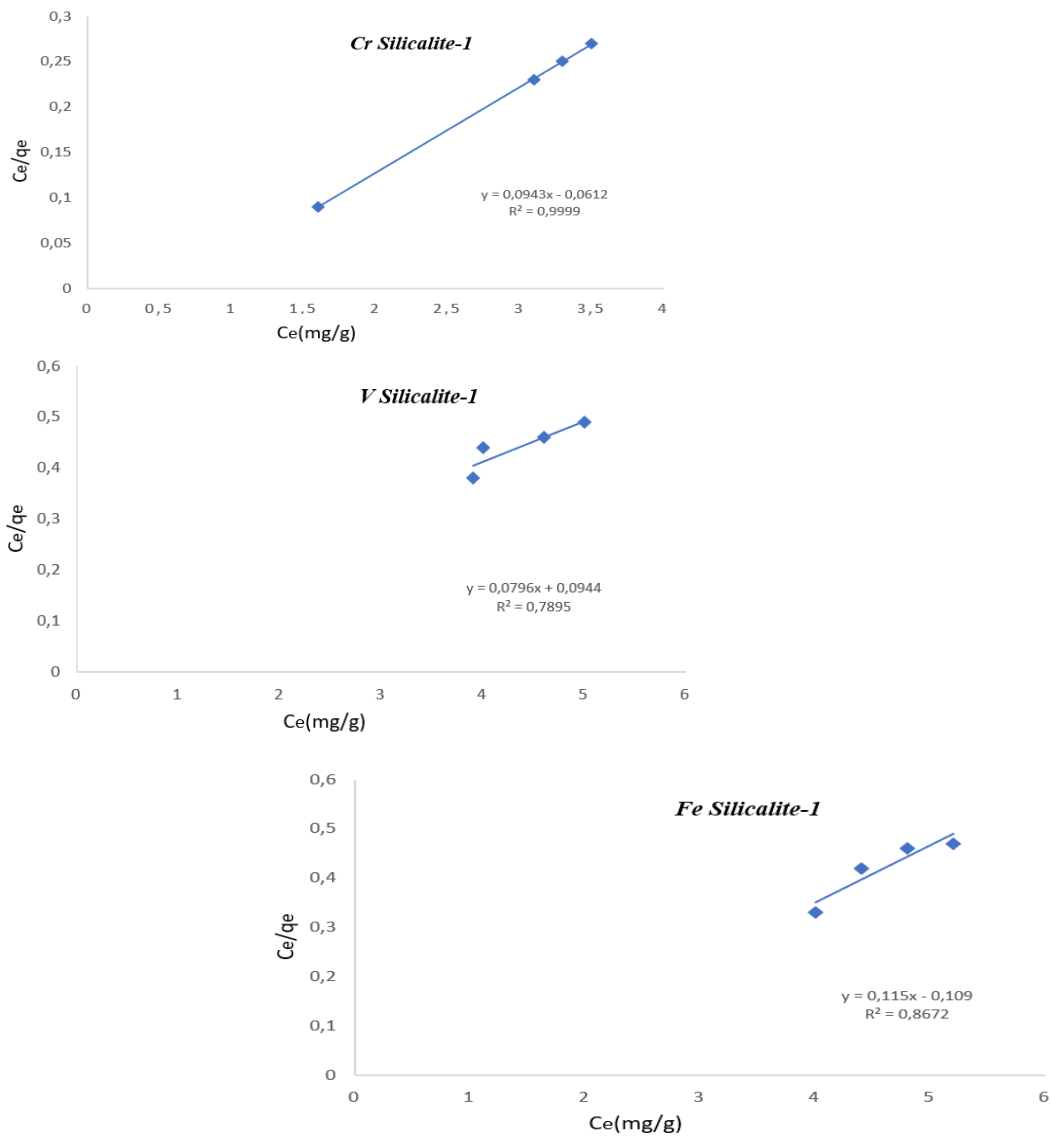 Cr Silicalite-1
0,3
0,25
0,2
0,15
0,1
0,05
0
Ce/qe
y = 0,0943x - 0,0612
R² = 0,9999
0 0,5 1 1,5 2 2,5 3 3,5 4
Ce(mg/g)
V Silicalite-1
0,6
0,5
0,4
0,3
0,2
0,1
0
Ce/qe
y = 0,0796x + 0,0944
R² = 0,7895
0 1 2 3 4 5 6
Ce(mg/g)
Fe Silicalite-1
0,6
0,5
0,4
0,3
0,2
0,1
0
Ce/qe
y = 0,115x - 0,109
R² = 0,8672
0 1 2 3 4 5 6
Ce(mg/g)